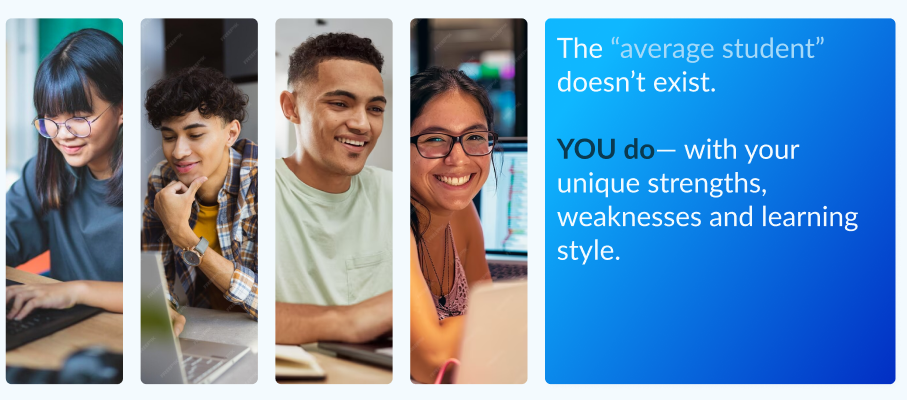 The “average student”
doesn’t exist.
YOU do— with your
unique strengths,
weaknesses and learning
style.